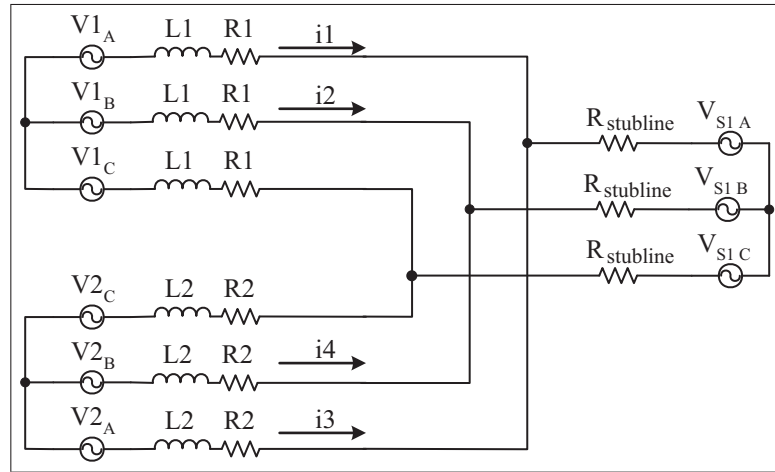 V1A L1 R1 i1
V1B L1 R1 i2
V1C L1 R1
Rstubline VS1 A
Rstubline VS1 B
Rstubline VS1 C
V2C L2 R2
V2B L2 R2 i4
V2A L2 R2 i3